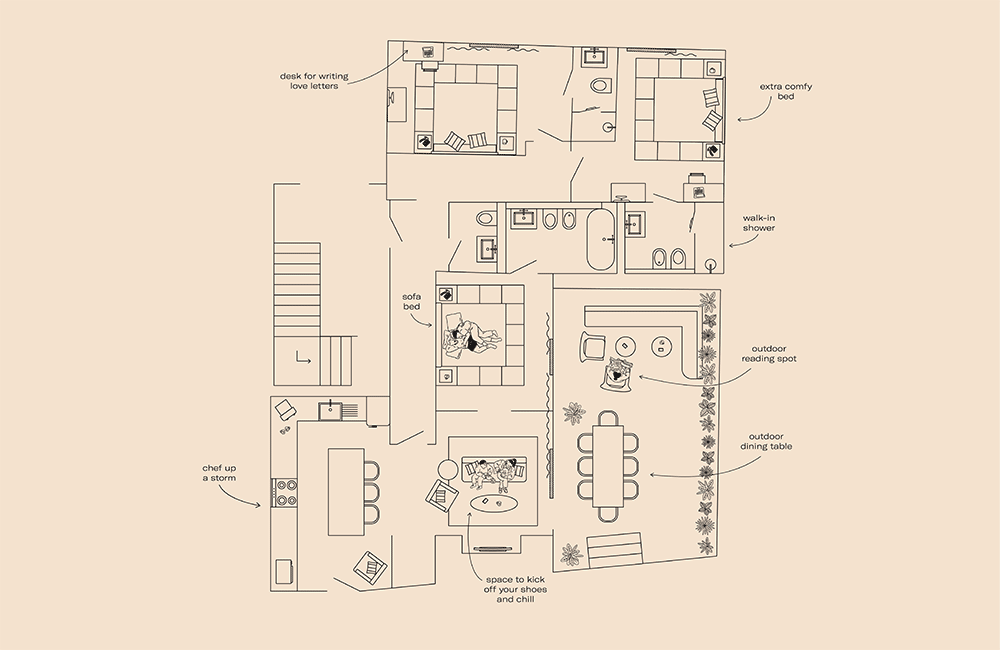 desk for writing
love letters
extra comfy
bed
walk-in
shower
sofa
bed
outdoor
reading spot
outdoor
dining table
chef up
a storm
space to kick
off your shoes
and chill